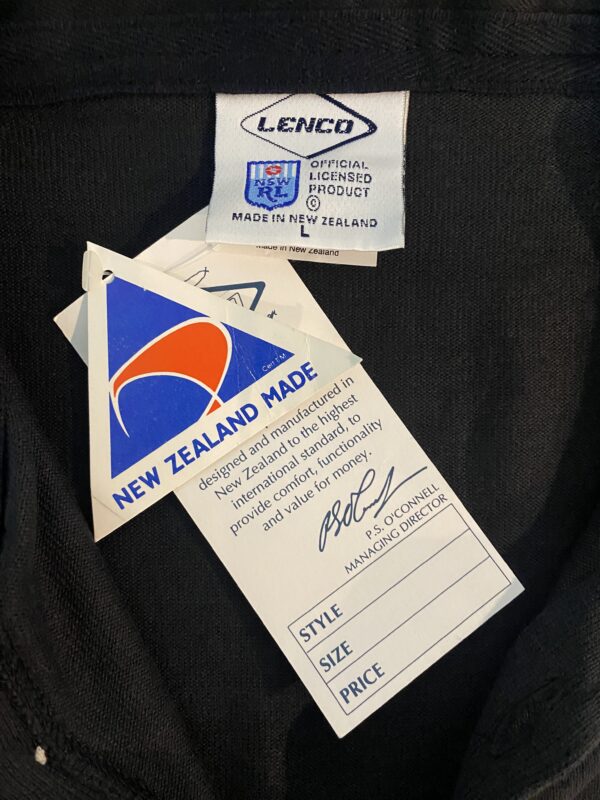 LENCO
NSW
RL
OFFICIAL
LICENSED
PRODUCT
©
MADE IN NEW ZEALAND
L
Made in New Zealand
Cert T.M.
NEW ZEALAND MADE
designed and manufactured in
New Zealand to the highest
international standard, to
provide comfort, functionality
and value for money.
P.S. O'CONNELL
MANAGING DIRECTOR
STYLE
SIZE
PRICE